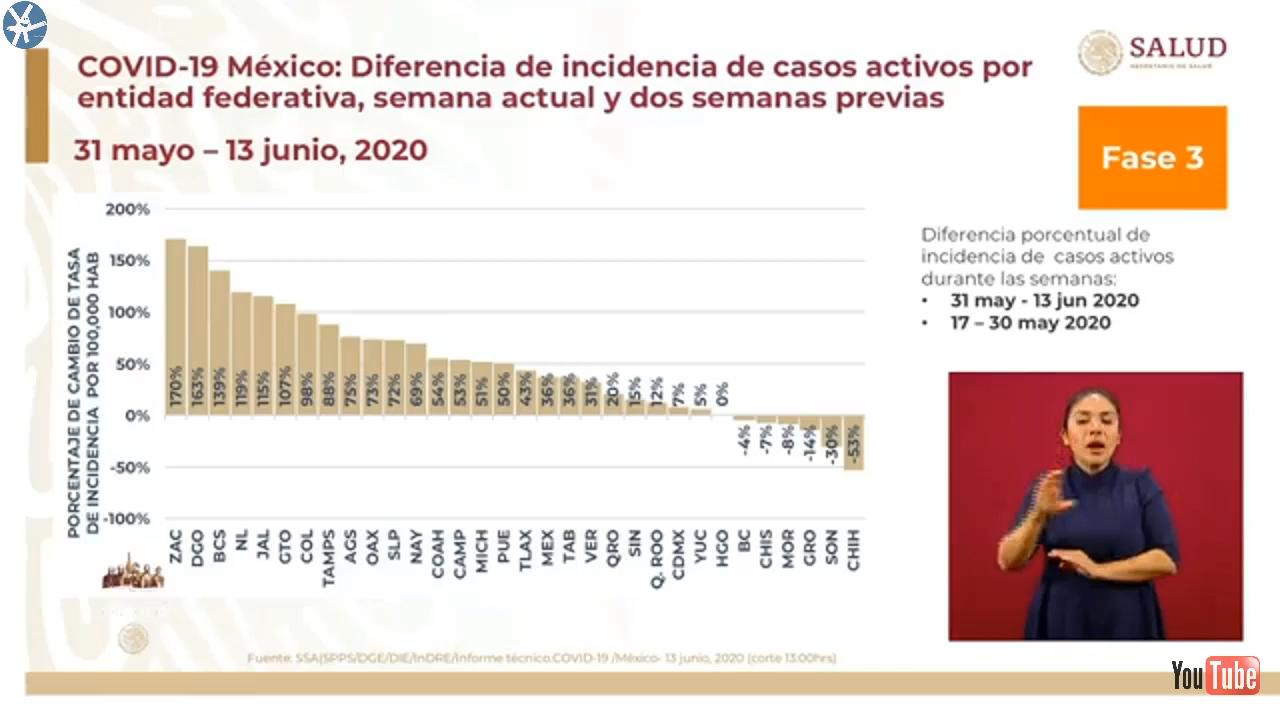 COVID-19 México: Diferencia de incidencia de casos activos por
entidad federativa, semana actual y dos semanas previas
31 mayo – 13 junio, 2020
SALUD
SECRETARÍA DE SALUD
Fase 3
Diferencia porcentual de
incidencia de casos activos
durante las semanas:
• 31 may - 13 jun 2020
• 17 – 30 may 2020
PORCENTAJE DE CAMBIO DE TASA
DE INCIDENCIA POR 100,000 HAB
200%
150%
100%
50%
0%
-50%
-100%
170% 163% 139% 119% 115% 107% 98% 88% 75% 73% 72% 69% 54% 53% 51% 50% 43% 36% 36% 31% 20% 15% 12% 7% 5% 0% -4% -7% -8% -14% -30% -53%
ZAC DGO BCS NL JAL GTO COL TAMPS AGS OAX SLP NAY COAH CAMP MICH PUE TLAX MEX TAB VER QRO SIN Q. ROO CDMX YUC HGO BC CHIS MOR GRO SON CHIH
Fuente: SSA(SPPS/DGE/DIE/InDRE/Informe técnico.COVID-19 /México- 13 junio, 2020 (corte 13:00hrs)
YouTube